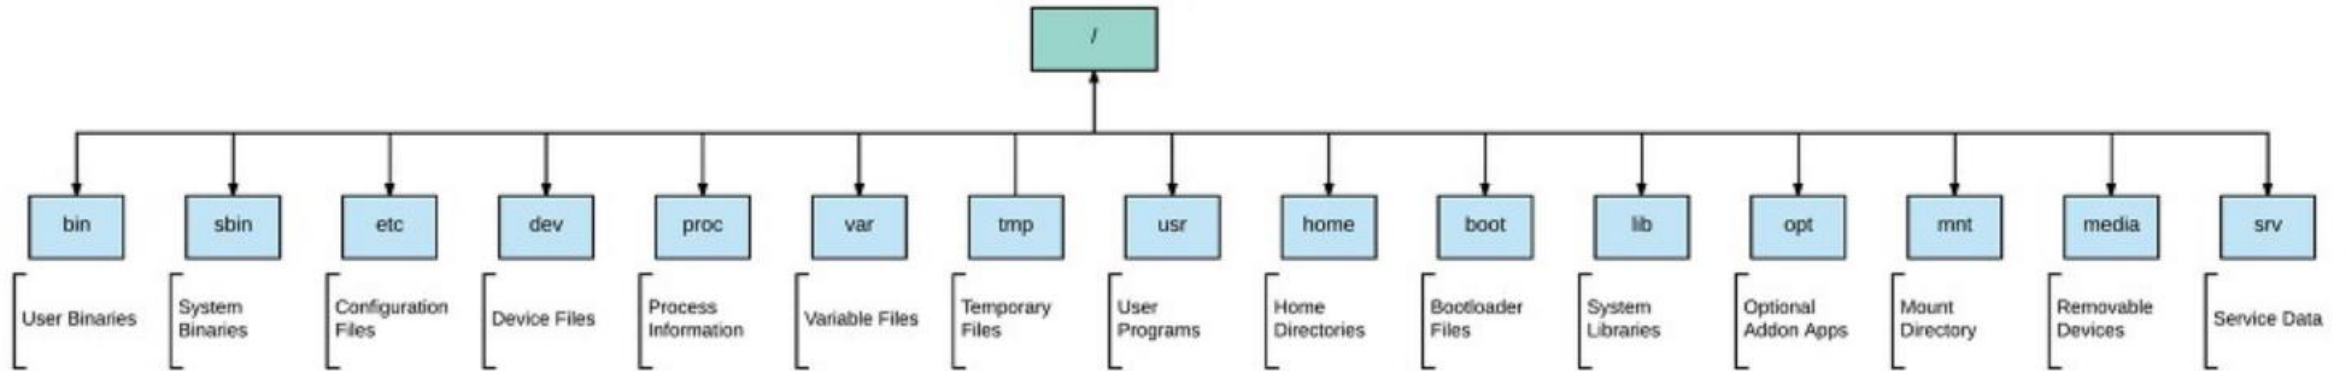 /
bin
sbin
etc
dev
proc
var
tmp
usr
home
boot
lib
opt
mnt
media
srv
User Binaries
System
Binaries
Configuration
Files
Device Files
Process
Information
Variable Files
Temporary
Files
User
Programs
Home
Directories
Bootloader
Files
System
Libraries
Optional
Addon Apps
Mount
Directory
Removable
Devices
Service Data